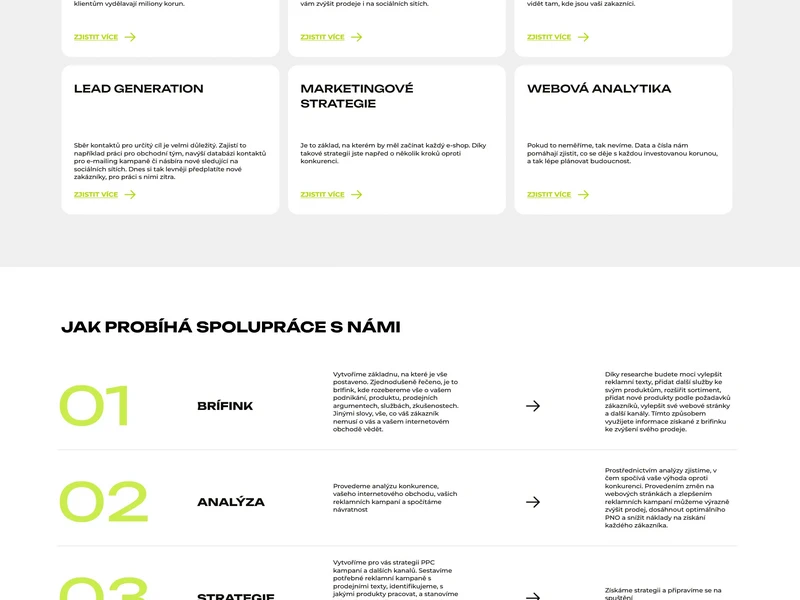 klientům vydělávají miliony korun.
vám zvýšit prodeje i na sociálních sítích.
vidět tam, kde jsou vaši zákazníci.
ZJISTIT VÍCE
ZJISTIT VÍCE
ZJISTIT VÍCE
LEAD GENERATION
Sběr kontaktů pro určitý cíl je velmi důležitý. Zajistí to
například práci pro obchodní tým, navýší databázi kontaktů
pro e-mailing kampaně či násbíra nové sledující na
sociálních sítích. Dnes si tak levněji předplatíte nové
zákazníky, pro práci s nimi zítra.
ZJISTIT VÍCE
MARKETINGOVÉ
STRATEGIE
Je to základ, na kterém by měl začínat každý e-shop. Díky
takové strategii jste napřed o několik kroků oproti
konkurenci.
ZJISTIT VÍCE
WEBOVÁ ANALYTIKA
Pokud to neměříme, tak nevíme. Data a čísla nám
pomáhají zjistit, co se děje s každou investovanou korunou,
a tak lépe plánovat budoucnost.
ZJISTIT VÍCE
JAK PROBÍHÁ SPOLUPRÁCE S NÁMI
01
BRÍFINK
Vytvoříme základnu, na které je vše
postaveno. Zjednodušeně řečeno, je to
brífink, kde rozebereme vše o vašem
podnikání, produktu, prodejních
argumentech, službách, zkušenostech.
Jinými slovy, vše, co váš zákazník
nemusí o vás a vašem internetovém
obchodě vědět.
Díky researche budete moci vylepšit
reklamní texty, přidat další služby ke
svým produktům, rozšířit sortiment,
přidat nové produkty podle požadavků
zákazníků, vylepšit své webové stránky
a další kanály. Tímto způsobem
využijete informace získané z brífinku
ke zvýšení svého prodeje.
02
ANALÝZA
Provedeme analýzu konkurence,
vašeho internetového obchodu, vašich
reklamních kampaní a spočítáme
návratnost
Prostřednictvím analýzy zjistíme, v
čem spočívá vaše výhoda oproti
konkurenci. Provedením změn na
webových stránkách a zlepšením
reklamních kampaní můžeme výrazně
zvýšit prodej, dosáhnout optimálního
PNO a snížit náklady na získání
každého zákazníka.
03
STRATEGIE
Vytvoříme pro vás strategii PPC
kampaní a dalších kanálů. Sestavíme
potřebné reklamní kampaně s
prodejními texty, identifikujeme, s
jakými produkty pracovat, a stanovíme
Získáme strategii a připravíme se na
spuštění